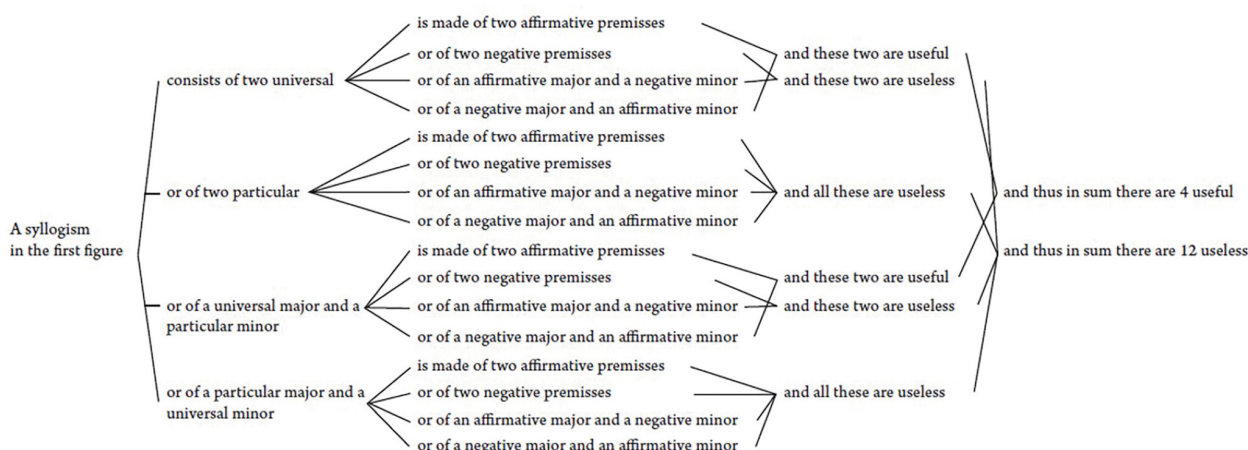 A syllogism
in the first figure
consists of two universal
is made of two affirmative premisses
or of two negative premisses
or of an affirmative major and a negative minor
or of a negative major and an affirmative minor
and these two are useful
and these two are useless
or of two particular
is made of two affirmative premisses
or of two negative premisses
or of an affirmative major and a negative minor
or of a negative major and an affirmative minor
and all these are useless
or of a universal major and a
particular minor
is made of two affirmative premisses
or of two negative premisses
or of an affirmative major and a negative minor
or of a negative major and an affirmative minor
and these two are useful
and these two are useless
or of a particular major and a
universal minor
is made of two affirmative premisses
or of two negative premisses
or of an affirmative major and a negative minor
or of a negative major and an affirmative minor
and all these are useless
and thus in sum there are 4 useful
and thus in sum there are 12 useless